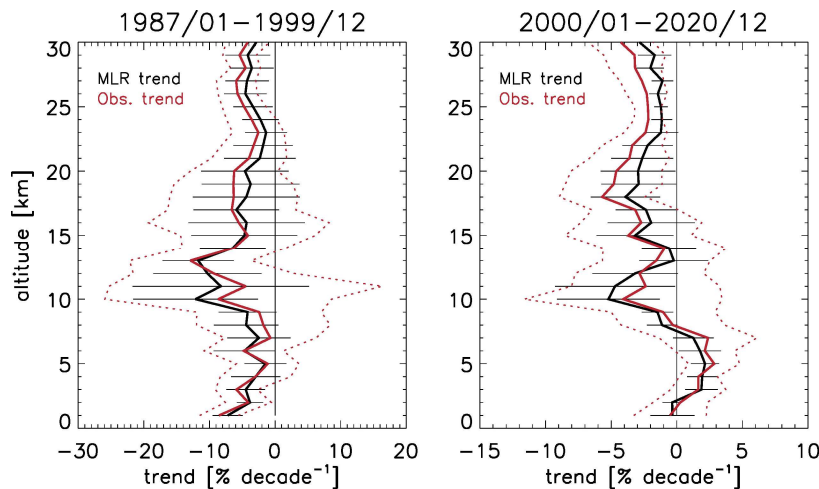 1987/01–1999/12
2000/01–2020/12
30
25
20
15
10
5
0
altitude [km]
MLR trend
Obs. trend
−30 −20 −10 0 10 20
trend [% decade⁻¹]
30
25
20
15
10
5
0
MLR trend
Obs. trend
−15 −10 −5 0 5 10
trend [% decade⁻¹]